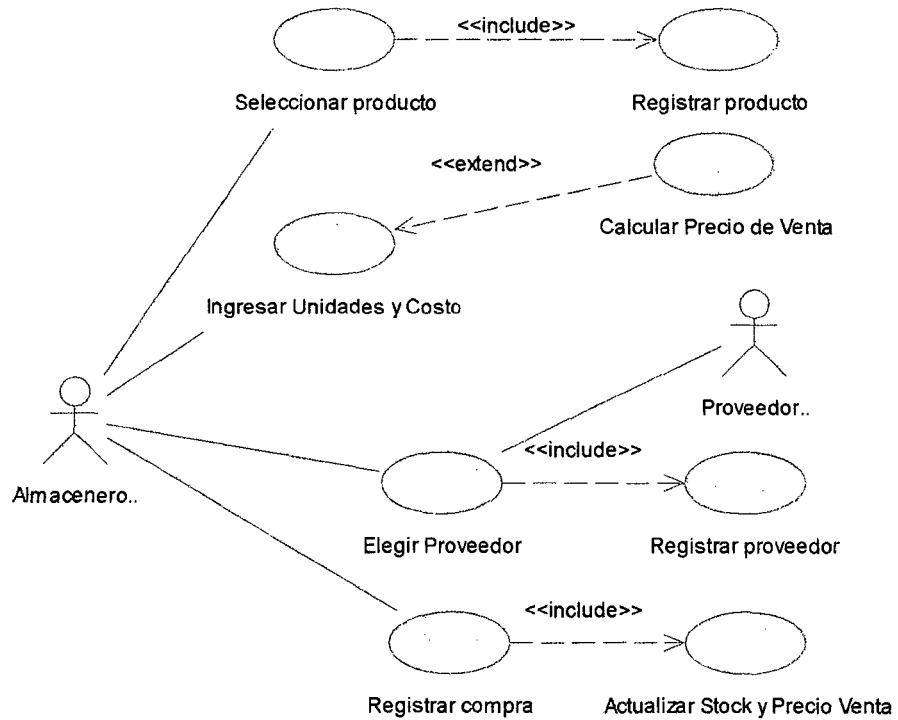 <<include>>
Seleccionar producto
Registrar producto
<<extend>>
Calcular Precio de Venta
Ingresar Unidades y Costo
Proveedor..
Almacenero..
<<include>>
Elegir Proveedor
Registrar proveedor
<<include>>
Registrar compra
Actualizar Stock y Precio Venta